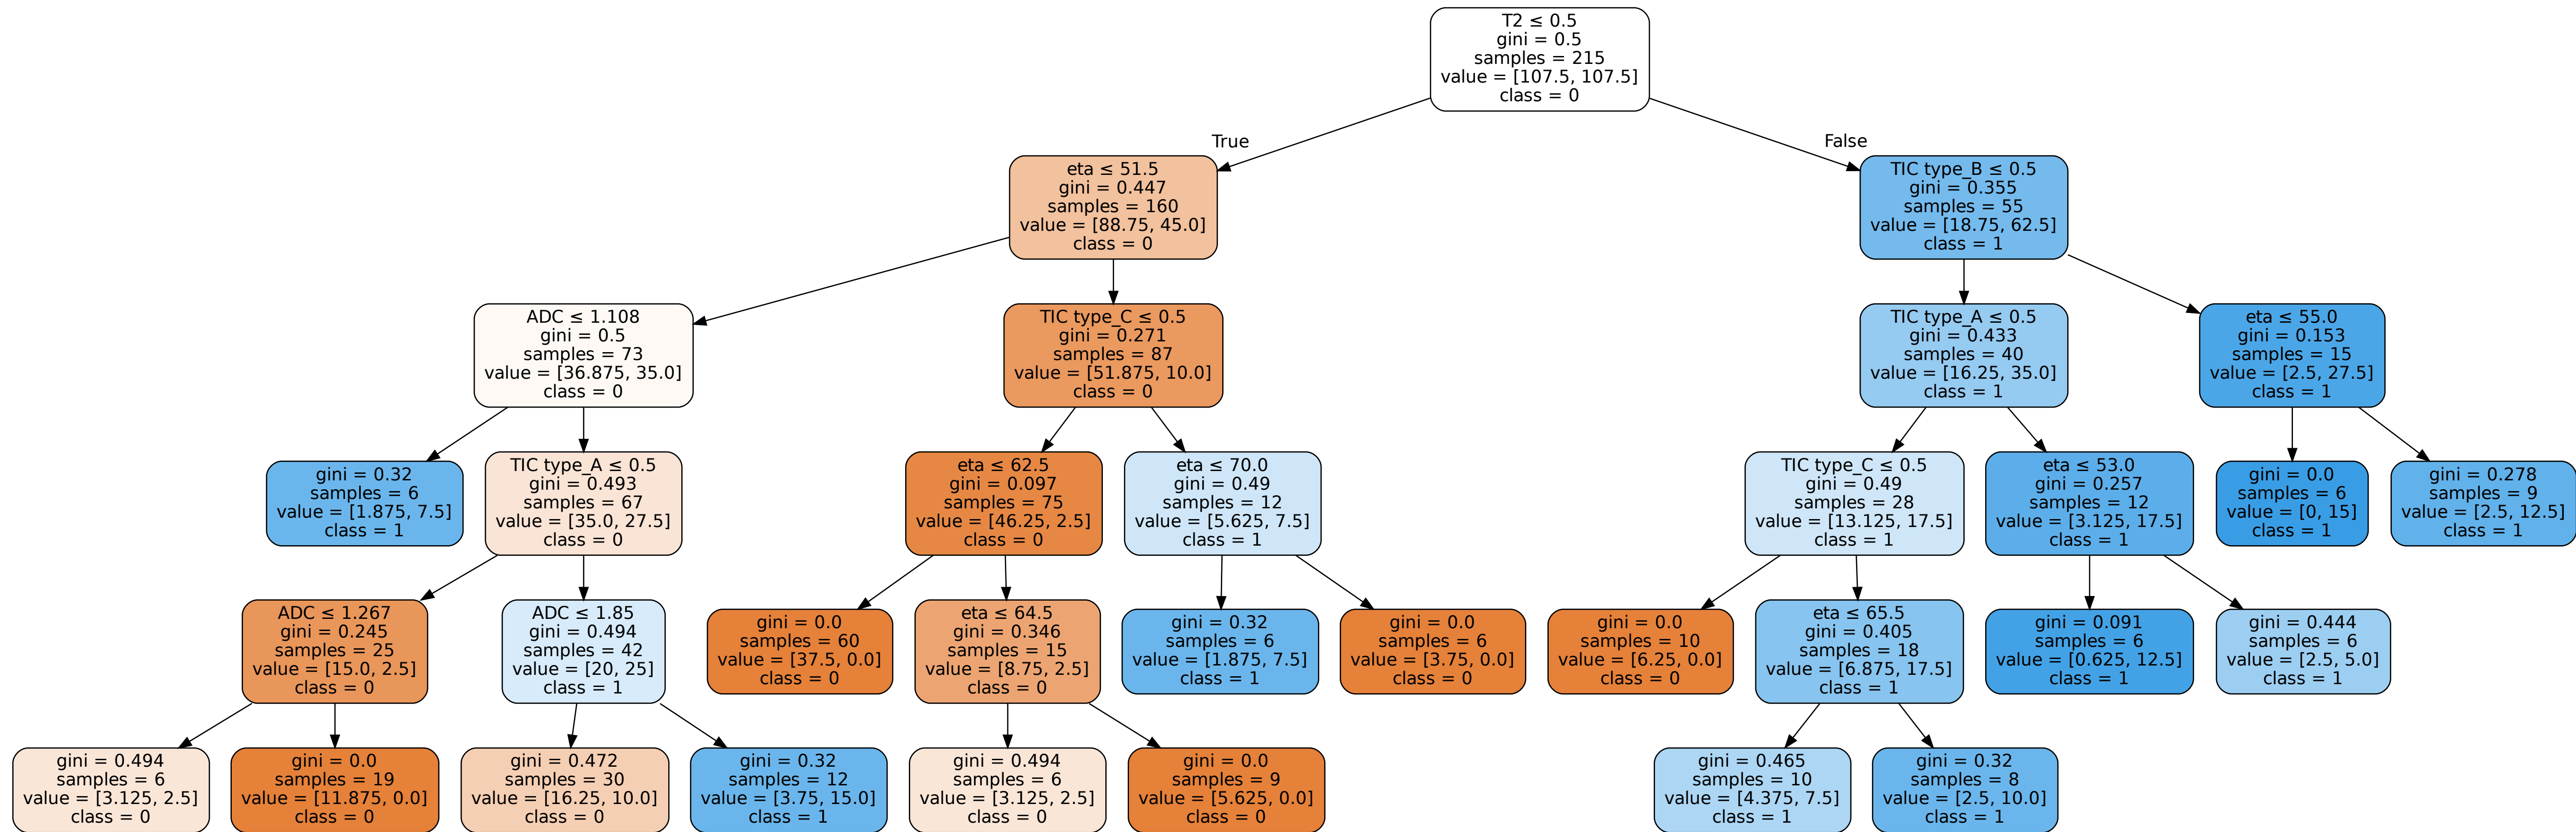 T2 ≤ 0.5
gini = 0.5
samples = 215
value = [107.5, 107.5]
class = 0
True
False
eta ≤ 51.5
gini = 0.447
samples = 160
value = [88.75, 45.0]
class = 0
TIC type_B ≤ 0.5
gini = 0.355
samples = 55
value = [18.75, 62.5]
class = 1
ADC ≤ 1.108
gini = 0.5
samples = 73
value = [36.875, 35.0]
class = 0
TIC type_C ≤ 0.5
gini = 0.271
samples = 87
value = [51.875, 10.0]
class = 0
TIC type_A ≤ 0.5
gini = 0.433
samples = 40
value = [16.25, 35.0]
class = 1
eta ≤ 55.0
gini = 0.153
samples = 15
value = [2.5, 27.5]
class = 1
gini = 0.32
samples = 6
value = [1.875, 7.5]
class = 1
TIC type_A ≤ 0.5
gini = 0.493
samples = 67
value = [35.0, 27.5]
class = 0
eta ≤ 62.5
gini = 0.097
samples = 75
value = [46.25, 2.5]
class = 0
eta ≤ 70.0
gini = 0.49
samples = 12
value = [5.625, 7.5]
class = 1
TIC type_C ≤ 0.5
gini = 0.49
samples = 28
value = [13.125, 17.5]
class = 1
eta ≤ 53.0
gini = 0.257
samples = 12
value = [3.125, 17.5]
class = 1
gini = 0.0
samples = 6
value = [0, 15]
class = 1
gini = 0.278
samples = 9
value = [2.5, 12.5]
class = 1
ADC ≤ 1.267
gini = 0.245
samples = 25
value = [15.0, 2.5]
class = 0
ADC ≤ 1.85
gini = 0.494
samples = 42
value = [20, 25]
class = 1
gini = 0.0
samples = 60
value = [37.5, 0.0]
class = 0
eta ≤ 64.5
gini = 0.346
samples = 15
value = [8.75, 2.5]
class = 0
gini = 0.32
samples = 6
value = [1.875, 7.5]
class = 1
gini = 0.0
samples = 6
value = [3.75, 0.0]
class = 0
gini = 0.0
samples = 10
value = [6.25, 0.0]
class = 0
eta ≤ 65.5
gini = 0.405
samples = 18
value = [6.875, 17.5]
class = 1
gini = 0.091
samples = 6
value = [0.625, 12.5]
class = 1
gini = 0.444
samples = 6
value = [2.5, 5.0]
class = 1
gini = 0.494
samples = 6
value = [3.125, 2.5]
class = 0
gini = 0.0
samples = 19
value = [11.875, 0.0]
class = 0
gini = 0.472
samples = 30
value = [16.25, 10.0]
class = 0
gini = 0.32
samples = 12
value = [3.75, 15.0]
class = 1
gini = 0.494
samples = 6
value = [3.125, 2.5]
class = 0
gini = 0.0
samples = 9
value = [5.625, 0.0]
class = 0
gini = 0.465
samples = 10
value = [4.375, 7.5]
class = 1
gini = 0.32
samples = 8
value = [2.5, 10.0]
class = 1